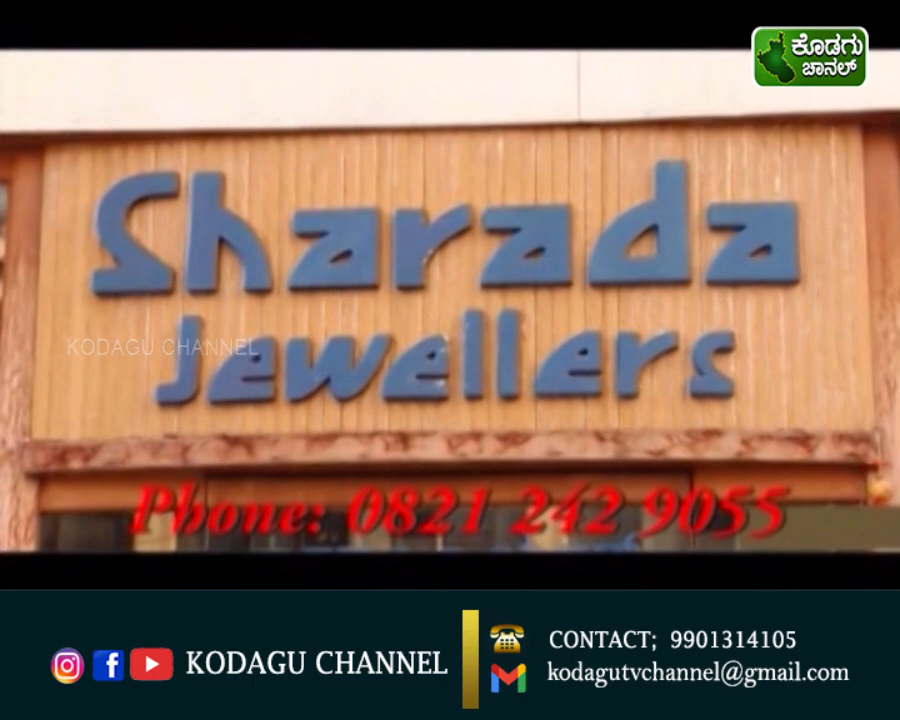 ಕೊಡಗು
ಚಾನಲ್
Sharada
Jewellers
KODAGU CHANNEL
Phone: 0821 242 9055
KODAGU CHANNEL
CONTACT; 9901314105
kodagutvchannel@gmail.com